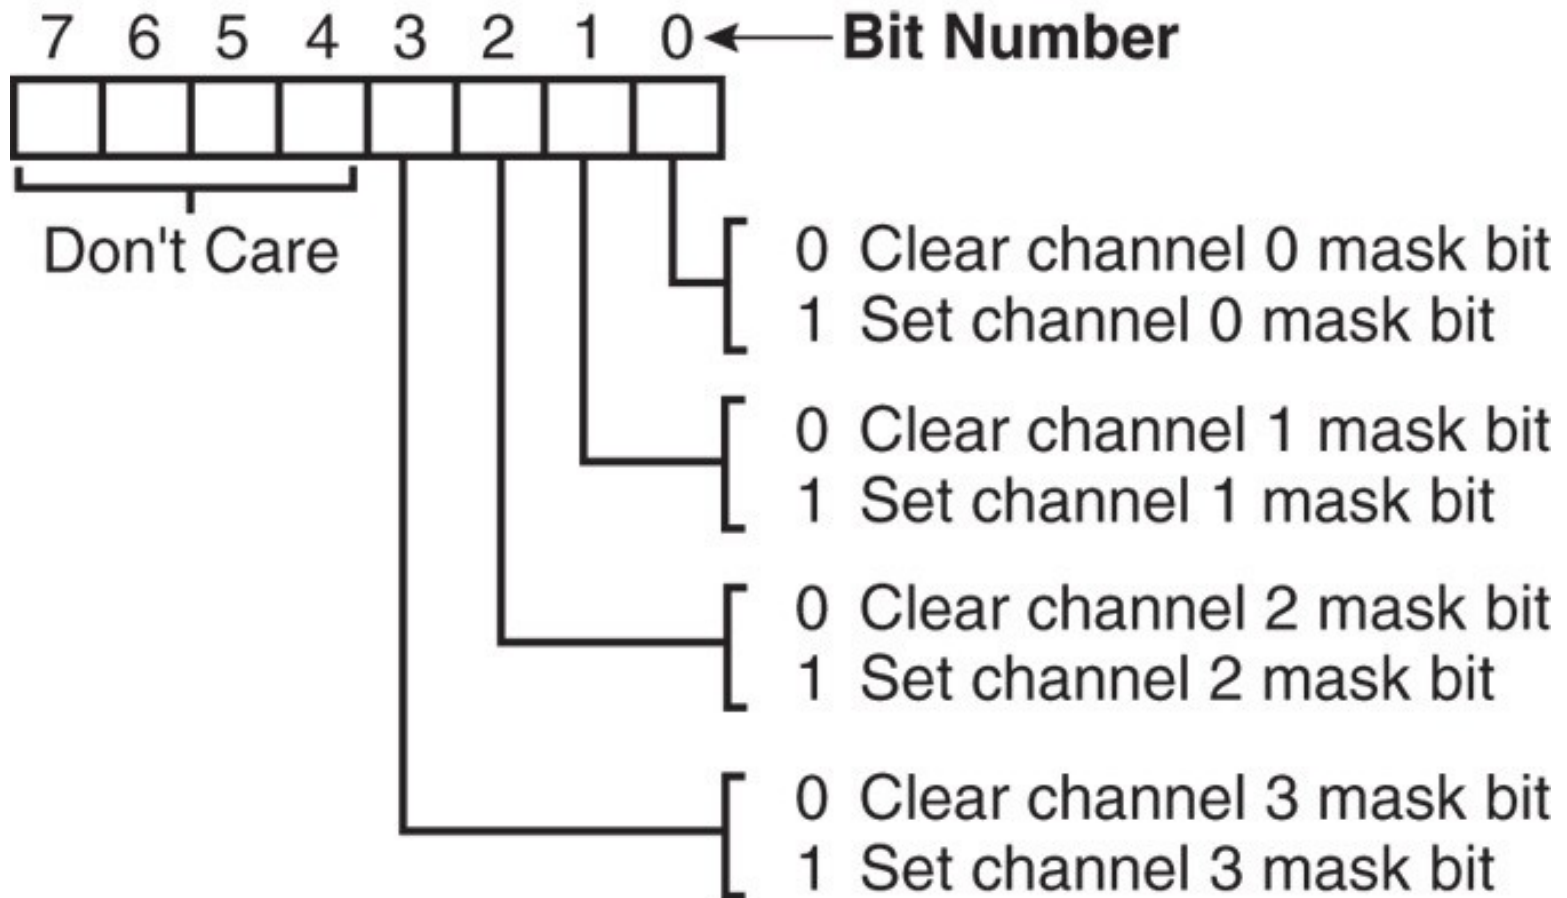 7 6 5 4 3 2 1 0 Bit Number
Don't Care
0 Clear channel 0 mask bit
1 Set channel 0 mask bit
0 Clear channel 1 mask bit
1 Set channel 1 mask bit
0 Clear channel 2 mask bit
1 Set channel 2 mask bit
0 Clear channel 3 mask bit
1 Set channel 3 mask bit